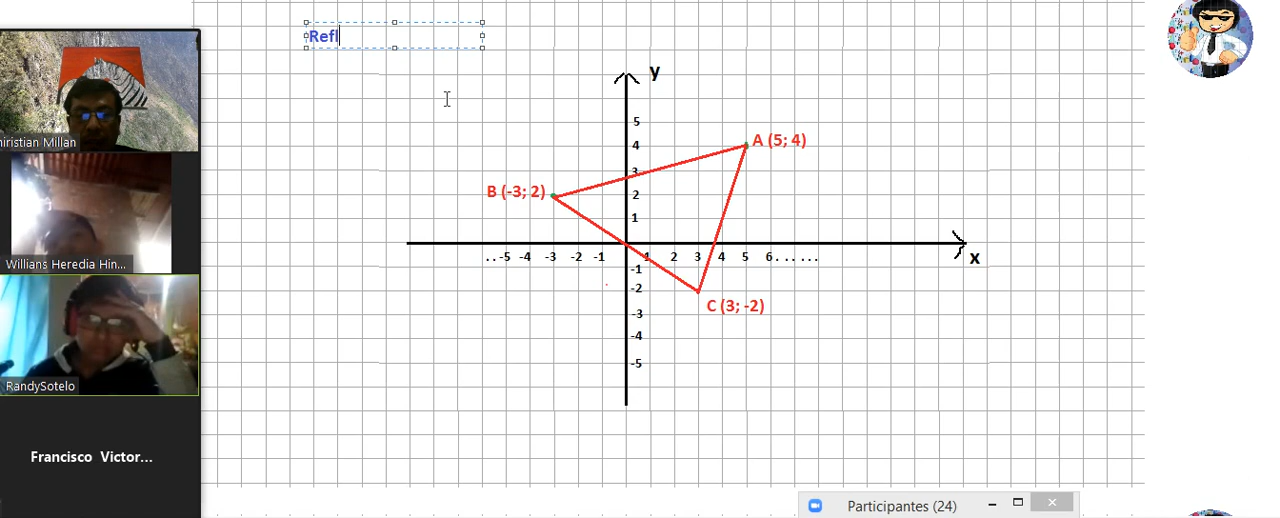 Refl
hiristian Millan
Willians Heredia Hin...
RandySotelo
Francisco Victor...
y
5
4
3
2
1
A (5; 4)
B (-3; 2)
..-5 -4 -3 -2 -1
1 2 3 4 5 6......
x
-1
-2
-3
-4
-5
C (3; -2)
Participantes (24)